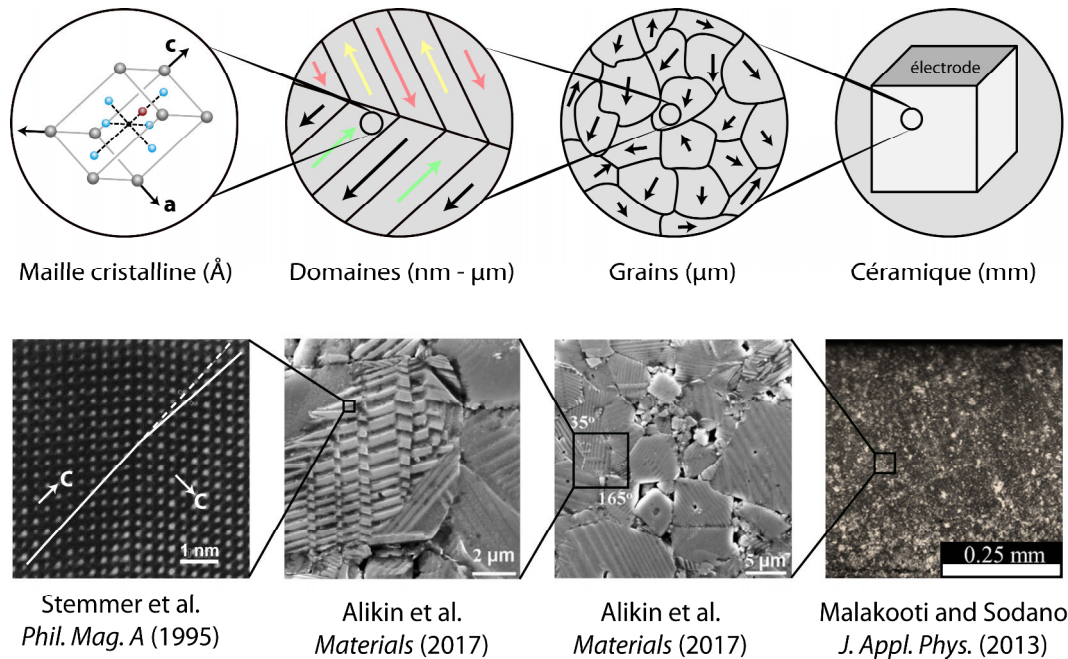 c
a
électrode
Maille cristalline (Å)
Domaines (nm - µm)
Grains (µm)
Céramique (mm)
C
C
1 nm
2 µm
35°
165°
5 µm
0.25 mm
Stemmer et al.
Phil. Mag. A (1995)
Alikin et al.
Materials (2017)
Alikin et al.
Materials (2017)
Malakooti and Sodano
J. Appl. Phys. (2013)